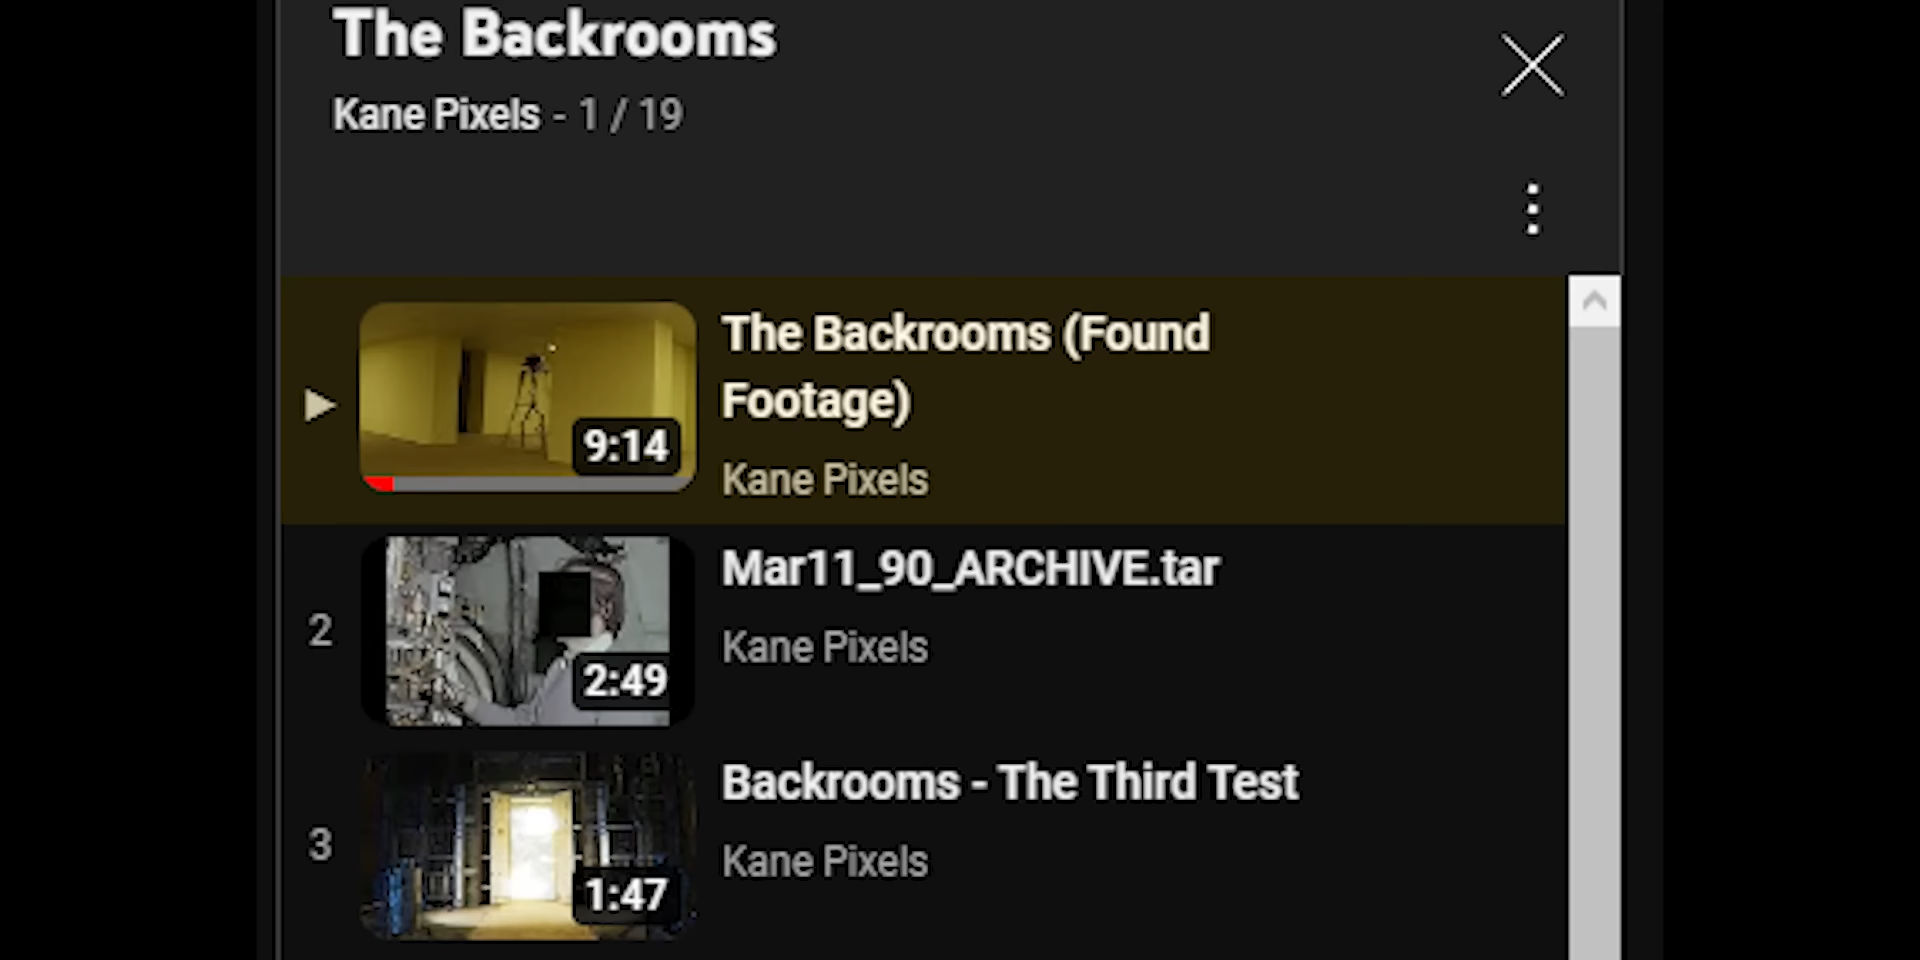 The Backrooms
Kane Pixels - 1 / 19
The Backrooms (Found
Footage)
9:14
Kane Pixels
Mar11_90_ARCHIVE.tar
2
Kane Pixels
2:49
Backrooms - The Third Test
3
Kane Pixels
1:47